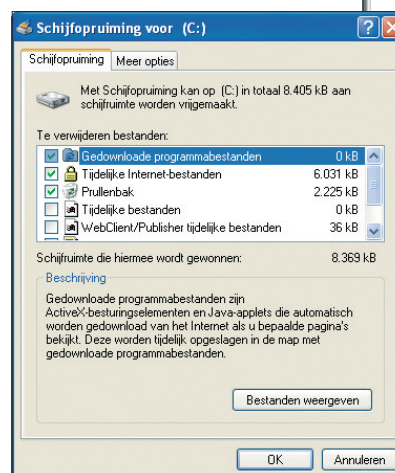 Schijfopruiming voor (C:)
Schijfopruiming Meer opties
Met Schijfopruiming kan op (C:) in totaal 8.405 kB aan
schijfruimte worden vrijgemaakt.
Te verwijderen bestanden:
Gedownloade programmabestanden 0 kB
Tijdelijke Internet-bestanden 6.031 kB
Prullenbak 2.225 kB
Tijdelijke bestanden 0 kB
WebClient/Publisher tijdelijke bestanden 36 kB
Schijfruimte die hiermee wordt gewonnen: 8.369 kB
Beschrijving
Gedownloade programmabestanden zijn
ActiveX-besturingselementen en Java-applets die automatisch
worden gedownload van het Internet als u bepaalde pagina's
bekijkt. Deze worden tijdelijk opgeslagen in de map met
gedownloade programmabestanden.
Bestanden weergeven
OK Annuleren